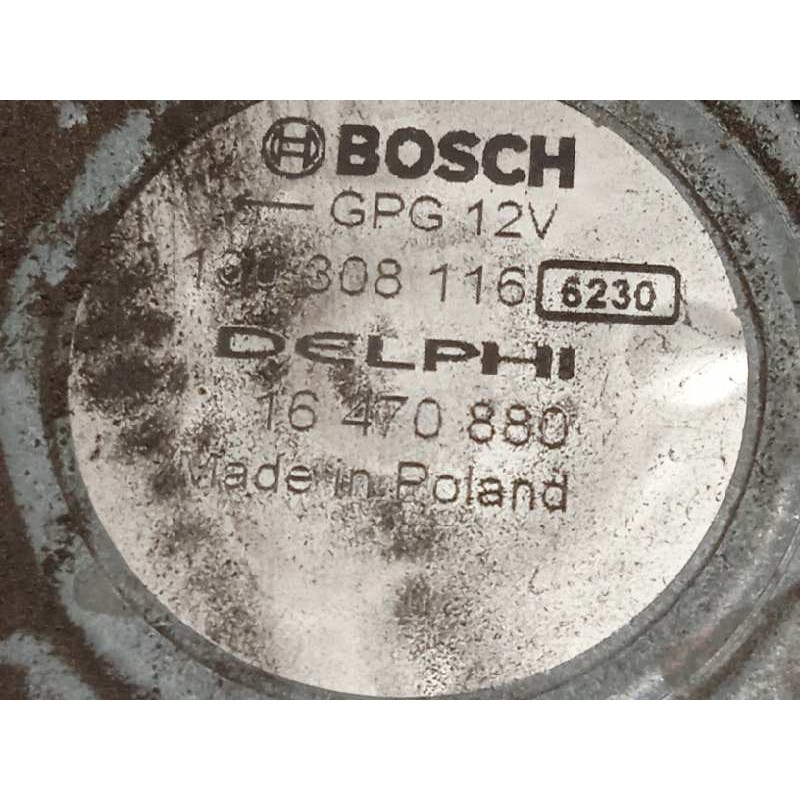 BOSCH
GPG 12V
308 116 6230
DELPHI
16 470 880
Made in Poland